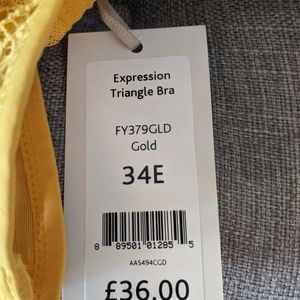 Expression
Triangle Bra
FY379GLD
Gold
34E
8 89501 01285 5
AA5494CGD
£36.00